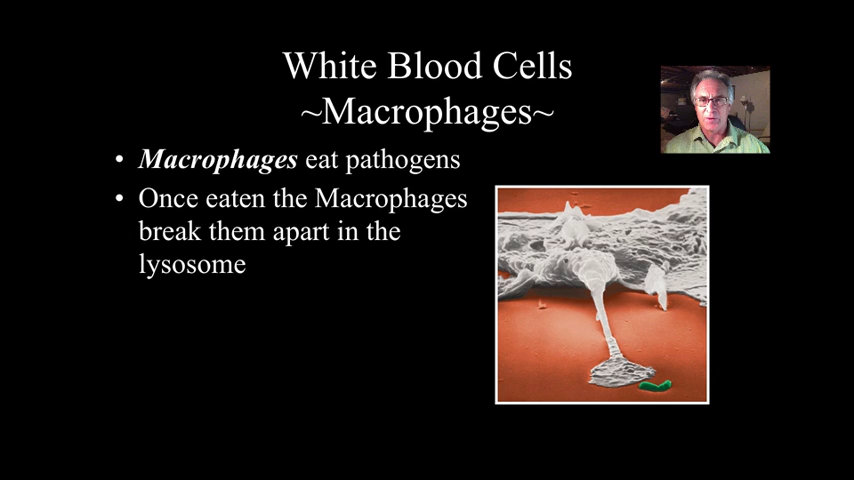 White Blood Cells
~Macrophages~
• Macrophages eat pathogens
• Once eaten the Macrophages
break them apart in the
lysosome